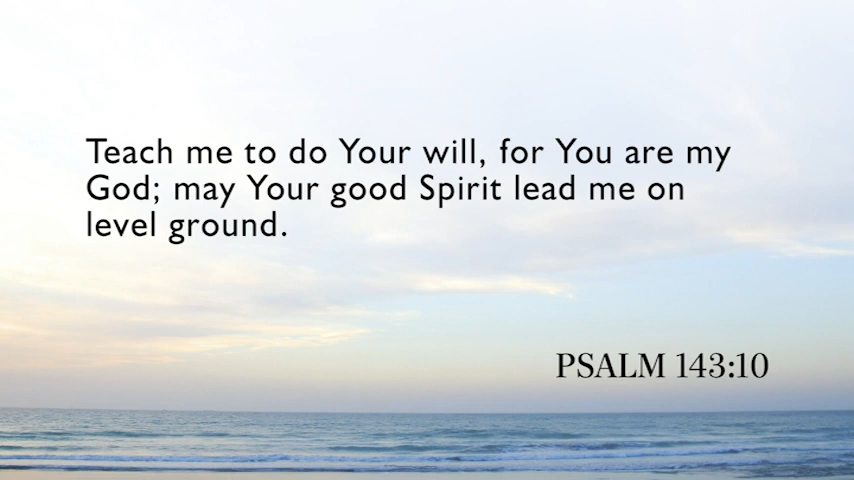 Teach me to do Your will, for You are my
God; may Your good Spirit lead me on
level ground.
PSALM 143:10